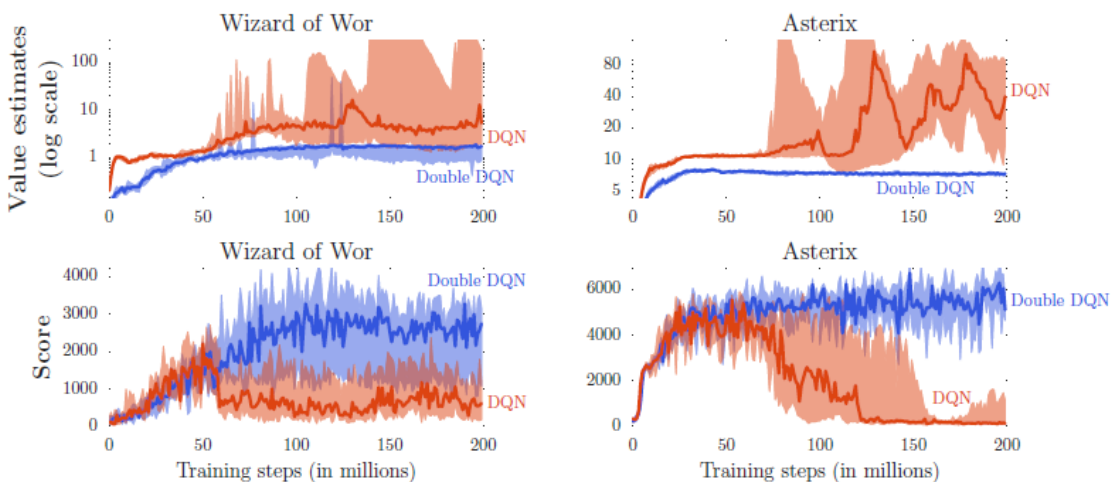 Wizard of Wor
Asterix
Value estimates
(log scale)
100
10
1
0 50 100 150 200
DQN
Double DQN
80
40
20
10
5
0 50 100 150 200
DQN
Double DQN
Wizard of Wor
Asterix
Score
4000
3000
2000
1000
0
0 50 100 150 200
Double DQN
DQN
Training steps (in millions)
6000
4000
2000
0
0 50 100 150 200
Double DQN
DQN
Training steps (in millions)